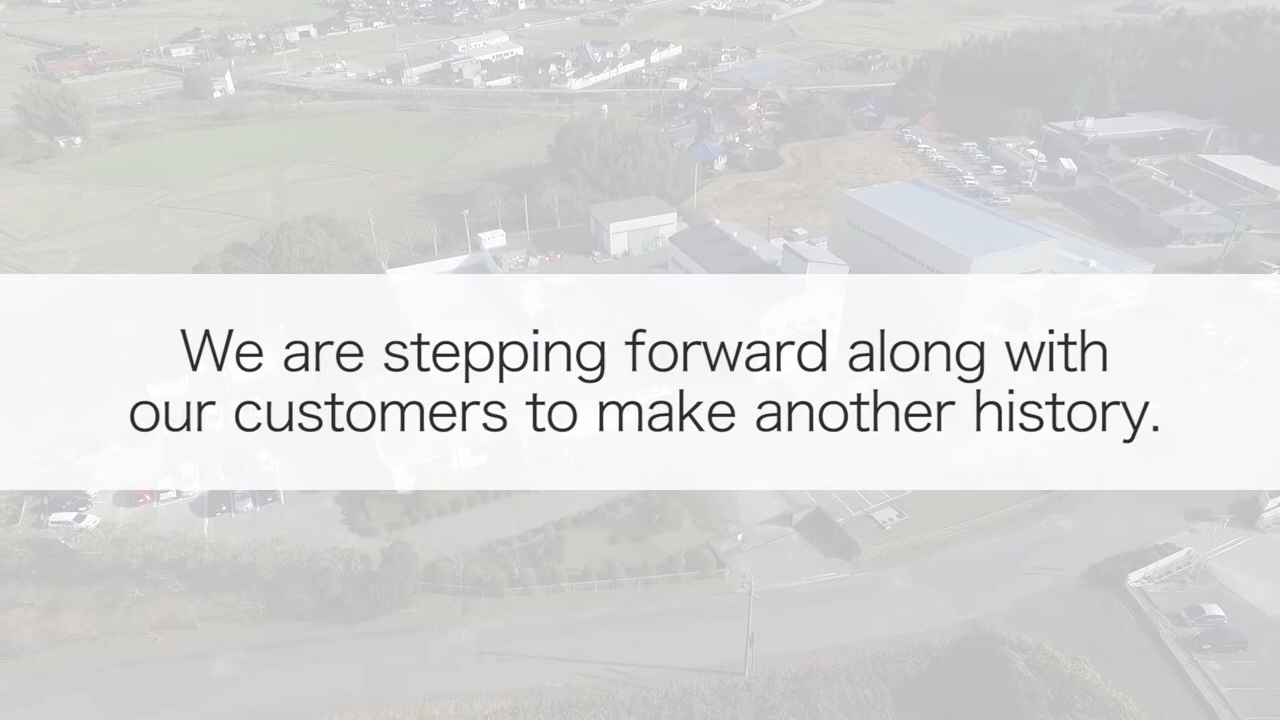 We are stepping forward along with
our customers to make another history.